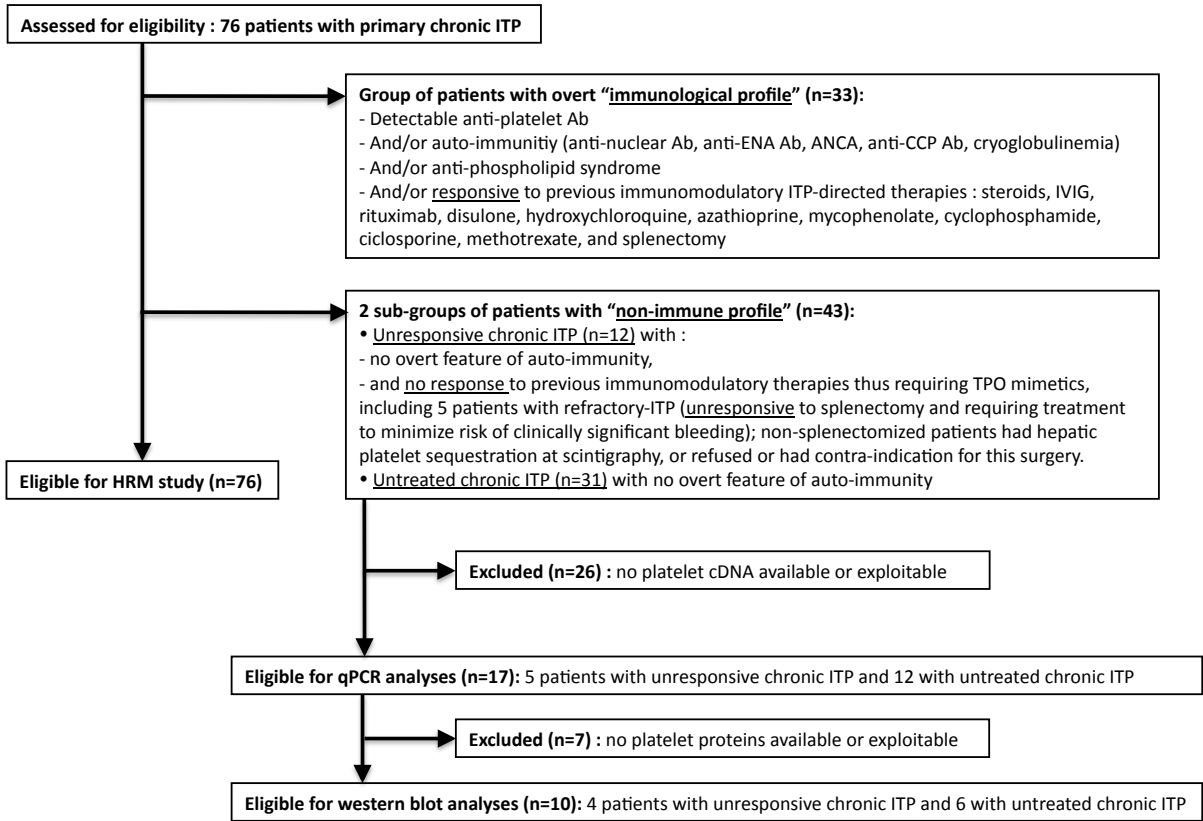 Assessed for eligibility : 76 patients with primary chronic ITP
Group of patients with overt “immunological profile” (n=33):
- Detectable anti-platelet Ab
- And/or auto-immunitiy (anti-nuclear Ab, anti-ENA Ab, ANCA, anti-CCP Ab, cryoglobulinemia)
- And/or anti-phospholipid syndrome
- And/or responsive to previous immunomodulatory ITP-directed therapies : steroids, IVIG,
rituximab, disulone, hydroxychloroquine, azathioprine, mycophenolate, cyclophosphamide,
ciclosporine, methotrexate, and splenectomy
2 sub-groups of patients with “non-immune profile” (n=43):
• Unresponsive chronic ITP (n=12) with :
- no overt feature of auto-immunity,
- and no response to previous immunomodulatory therapies thus requiring TPO mimetics,
including 5 patients with refractory-ITP (unresponsive to splenectomy and requiring treatment
to minimize risk of clinically significant bleeding); non-splenectomized patients had hepatic
platelet sequestration at scintigraphy, or refused or had contra-indication for this surgery.
• Untreated chronic ITP (n=31) with no overt feature of auto-immunity
Eligible for HRM study (n=76)
Excluded (n=26) : no platelet cDNA available or exploitable
Eligible for qPCR analyses (n=17): 5 patients with unresponsive chronic ITP and 12 with untreated chronic ITP
Excluded (n=7) : no platelet proteins available or exploitable
Eligible for western blot analyses (n=10): 4 patients with unresponsive chronic ITP and 6 with untreated chronic ITP